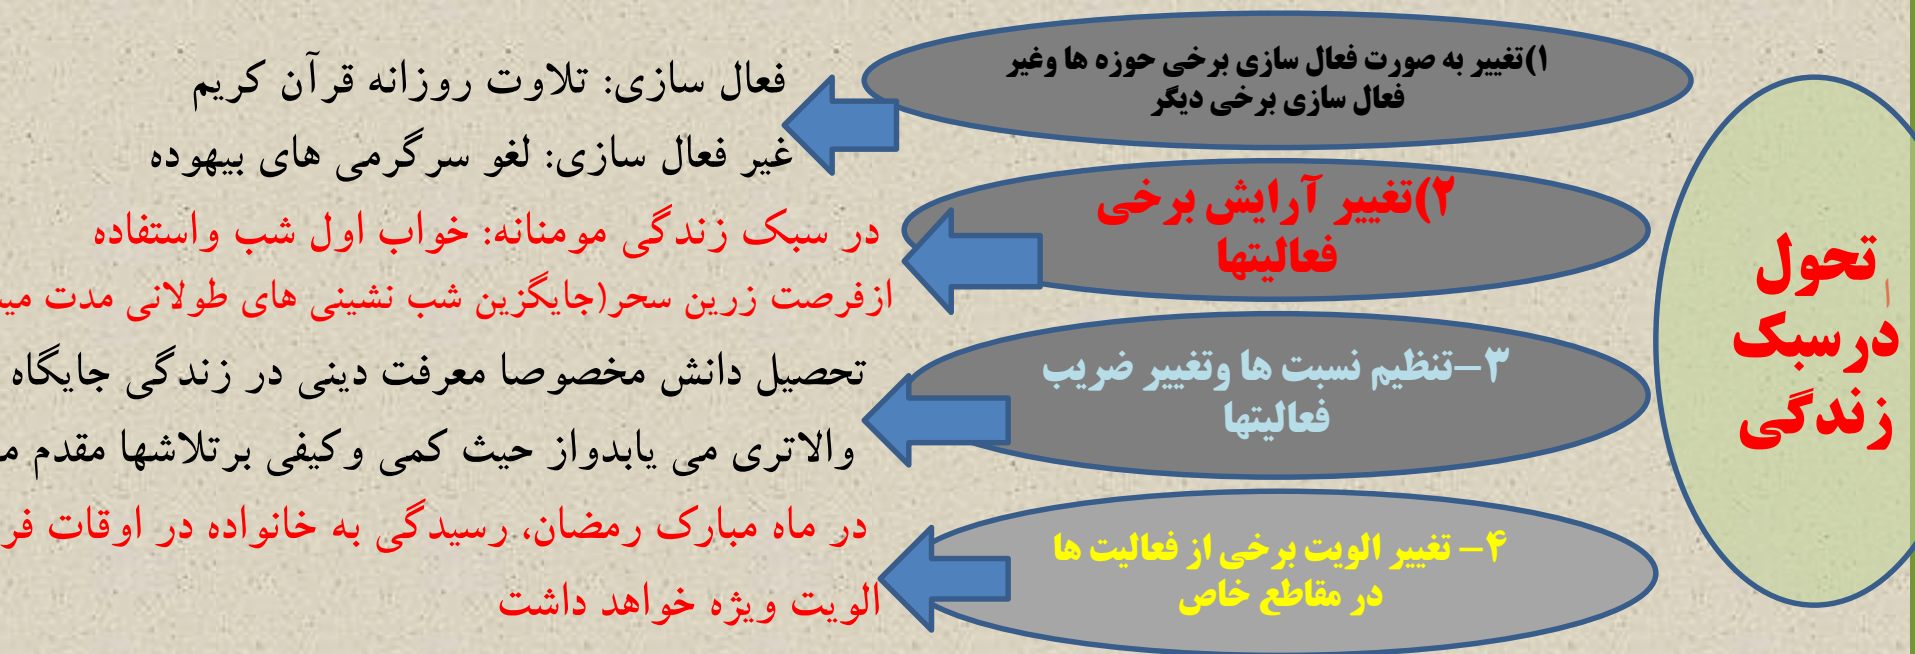 تحول
درسبک
زندگی
۱)تغییر به صورت فعال سازی برخی حوزه ها وغیر
فعال سازی برخی دیگر
فعال سازی: تلاوت روزانه قرآن کریم
غیر فعال سازی: لغو سرگرمی های بیهوده
۲)تغییر آرایش برخی
فعالیتها
در سبک زندگی مومنانه: خواب اول شب واستفاده
ازفرصت زرین سحر(جایگزین شب نشینی های طولانی مدت
۳-تنظیم نسبت ها وتغییر ضریب
فعالیتها
تحصیل دانش مخصوصا معرفت دینی در زندگی جایگاه
والاتری می یابدواز حیث کمی وکیفی برتلاشها مقدم
۴- تغییر الویت برخی از فعالیت ها
در مقاطع خاص
در ماه مبارک رمضان، رسیدگی به خانواده در اوقات
الویت ویژه خواهد داشت